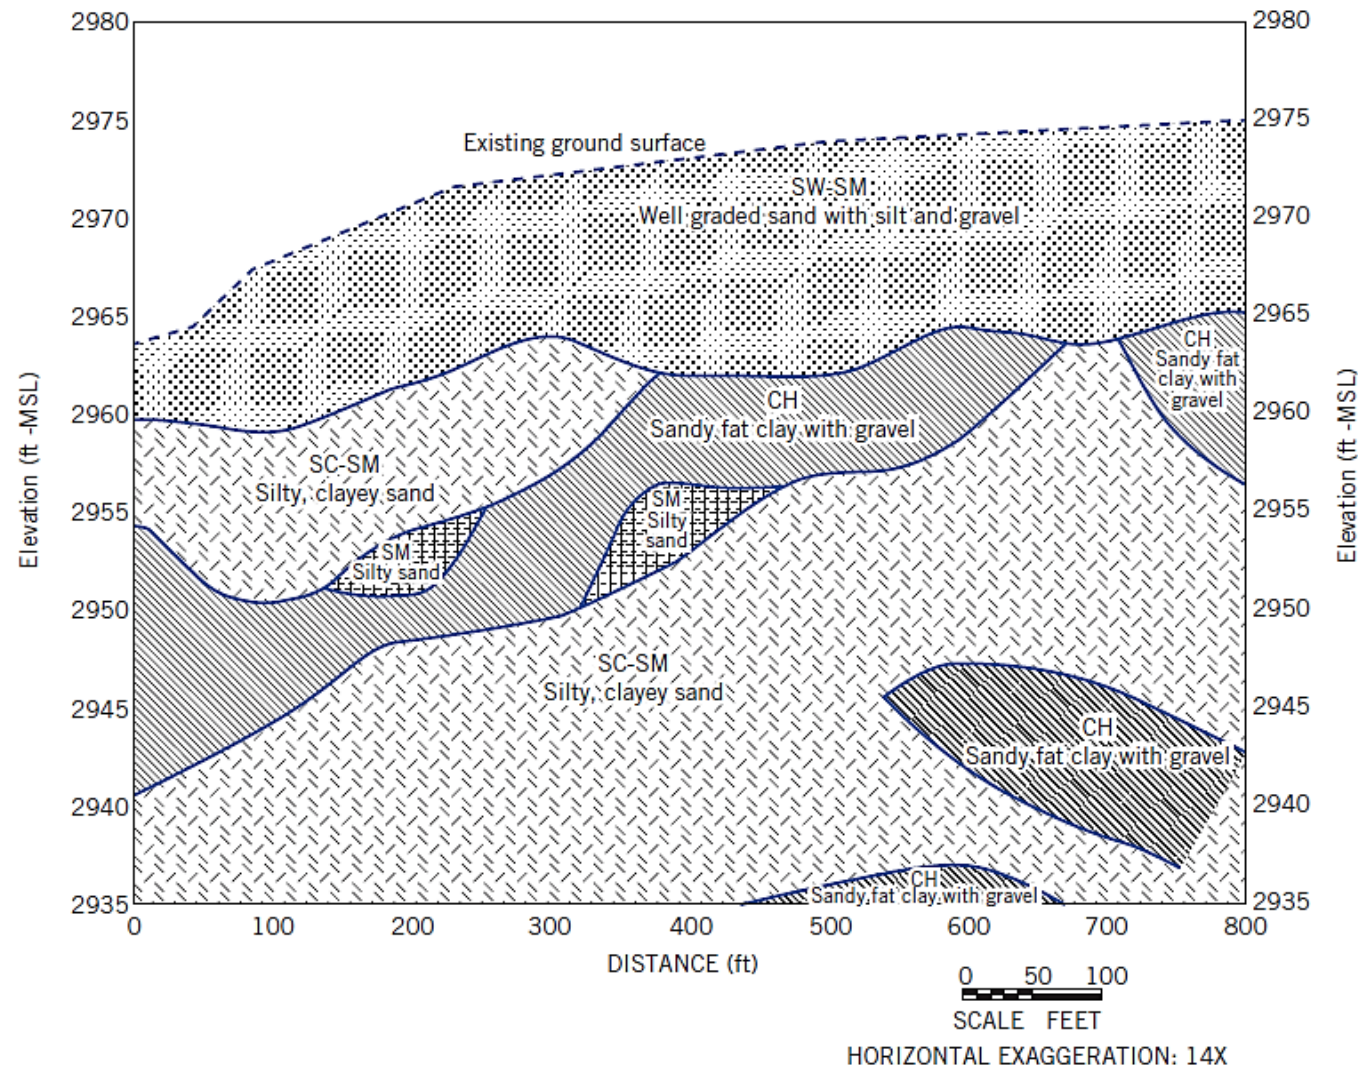 2980
2980
2975
2975
Existing ground surface
SW-SM
Well graded sand with silt and gravel
2970
2970
2965
2965
CH
Sandy fat
clay with
gravel
2960
2960
CH
Sandy fat clay with gravel
SC-SM
Silty, clayey sand
2955
2955
SM
Silty
sand
SM
Silty sand
2950
2950
SC-SM
Silty, clayey sand
2945
2945
CH
Sandy fat clay with gravel
2940
2940
CH
Sandy fat clay with gravel
2935
2935
Elevation (ft -MSL)
Elevation (ft -MSL)
0 100 200 300 400 500 600 700 800
DISTANCE (ft)
0 50 100
SCALE FEET
HORIZONTAL EXAGGERATION: 14X